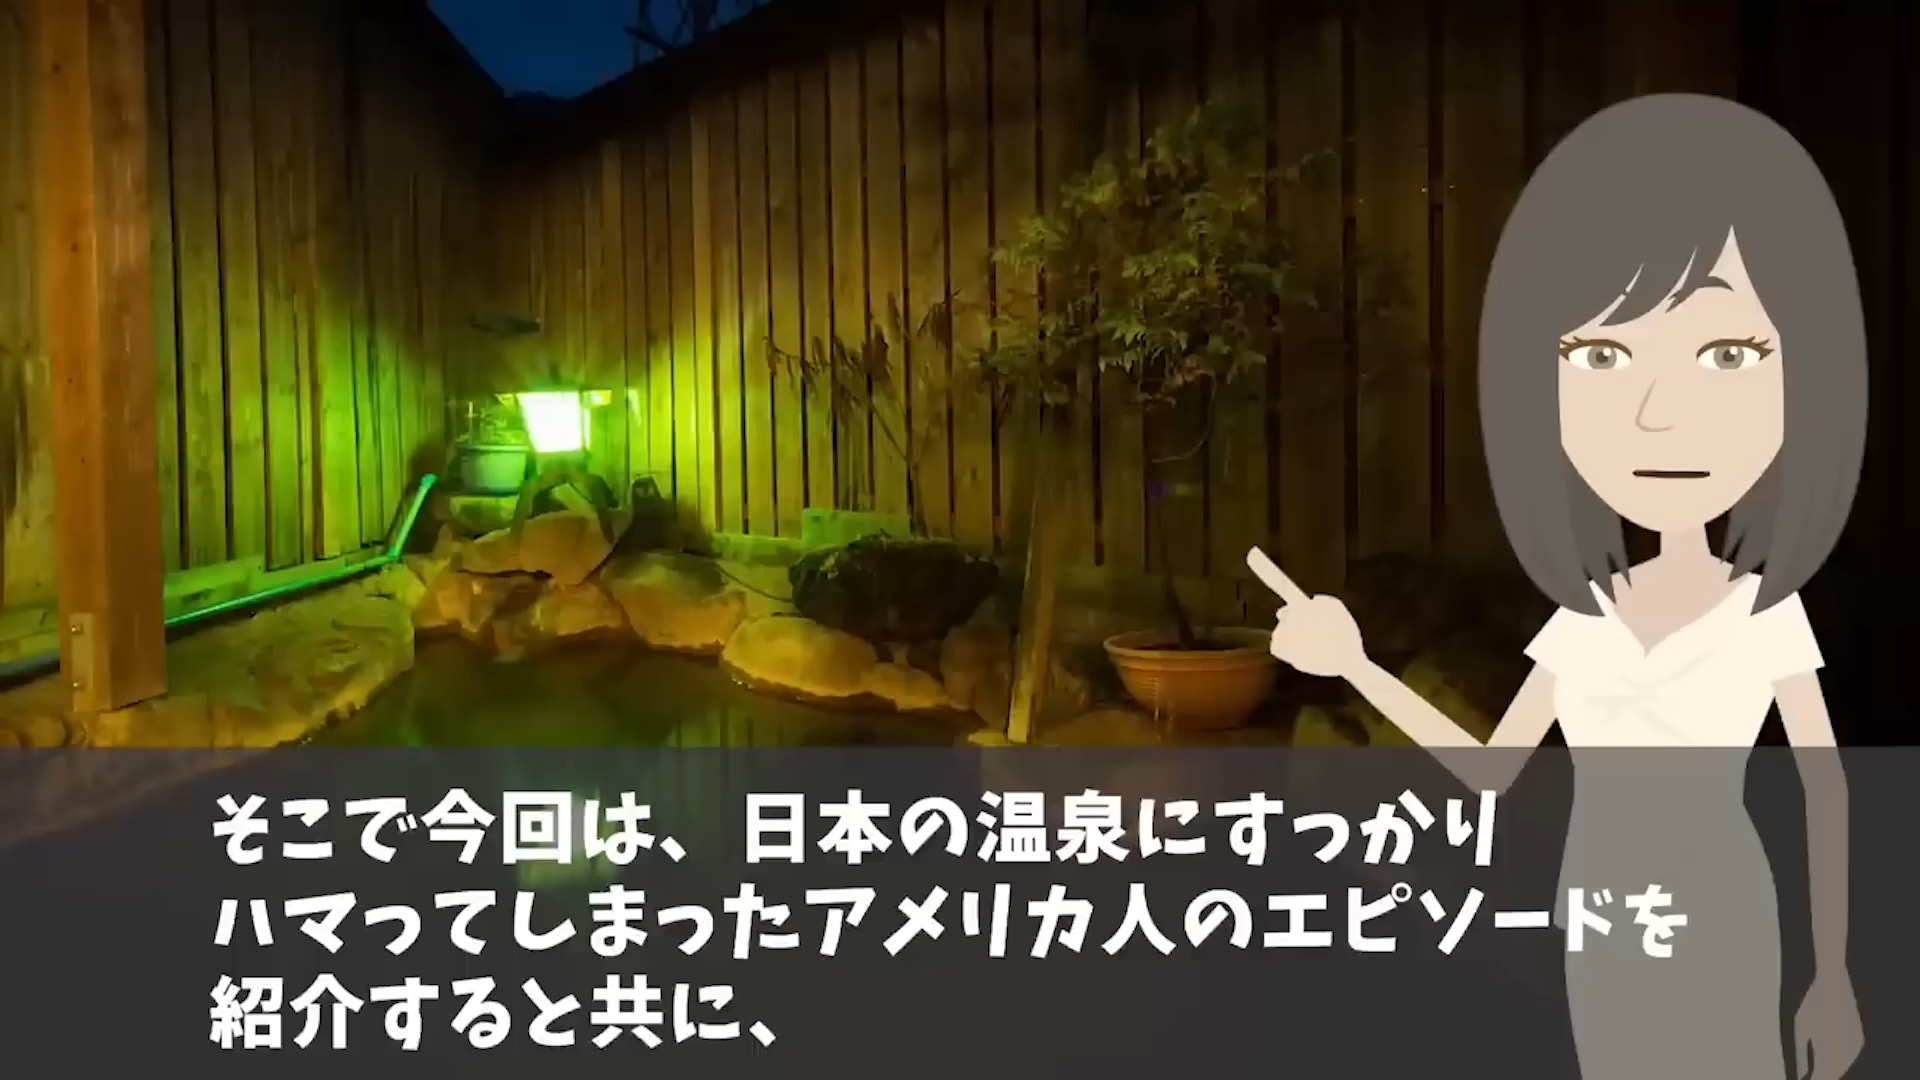 そこで今回は、日本の温泉にすっかり
ハマってしまったアメリカ人のエピソードを
紹介すると共に、